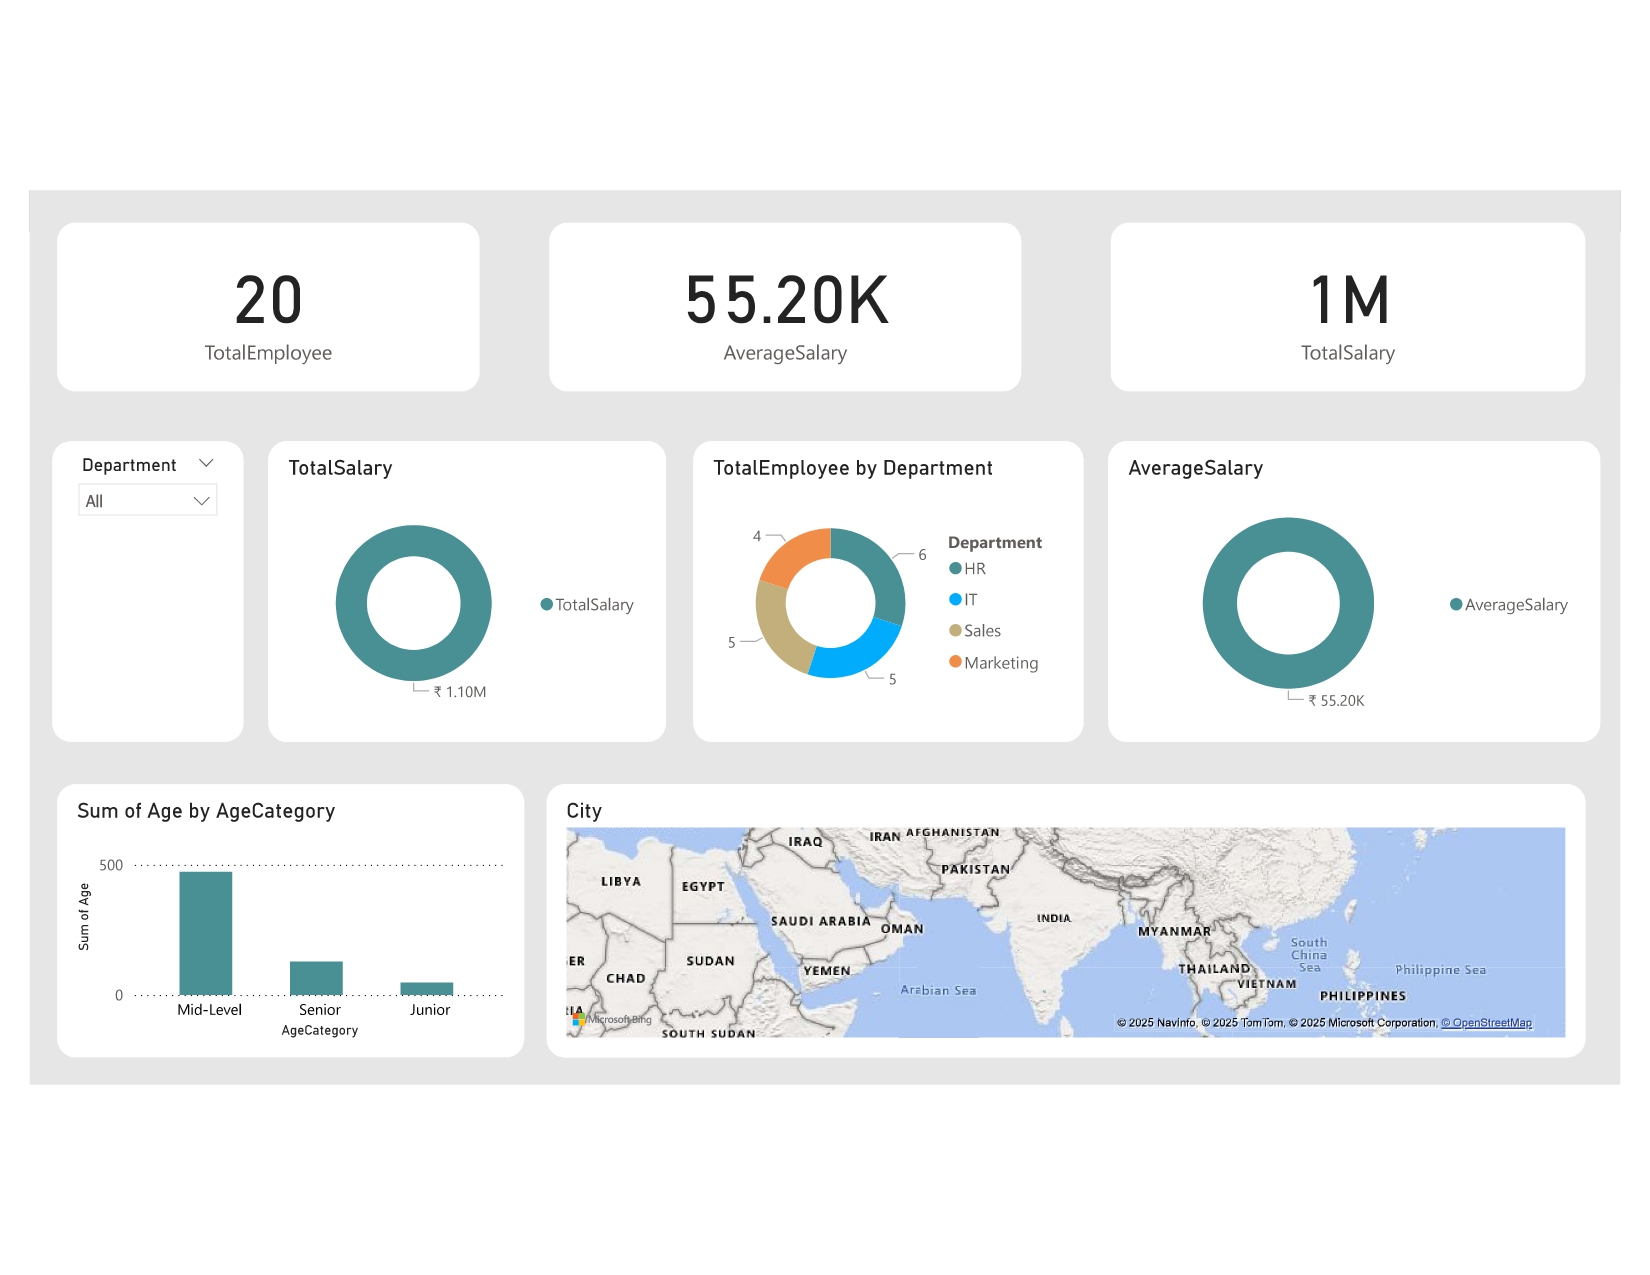 20
TotalEmployee
55.20K
AverageSalary
1M
TotalSalary
Department
All
TotalSalary
TotalSalary
₹ 1.10M
TotalEmployee by Department
4
6
5
5
Department
HR
IT
Sales
Marketing
AverageSalary
AverageSalary
₹ 55.20K
Sum of Age by AgeCategory
Sum of Age
500
0
Mid-Level
Senior
Junior
AgeCategory
City
IRAQ
IRAN
AFGHANISTAN
PAKISTAN
LIBYA
EGYPT
SAUDI ARABIA
OMAN
INDIA
MYANMAR
South
China
Sea
ER
CHAD
SUDAN
YEMEN
Arabian Sea
THAILAND
VIETNAM
PHILIPPINES
Philippine Sea
IA
Microsoft Bing
SOUTH SUDAN
© 2025 NavInfo, © 2025 TomTom, © 2025 Microsoft Corporation, © OpenStreetMap